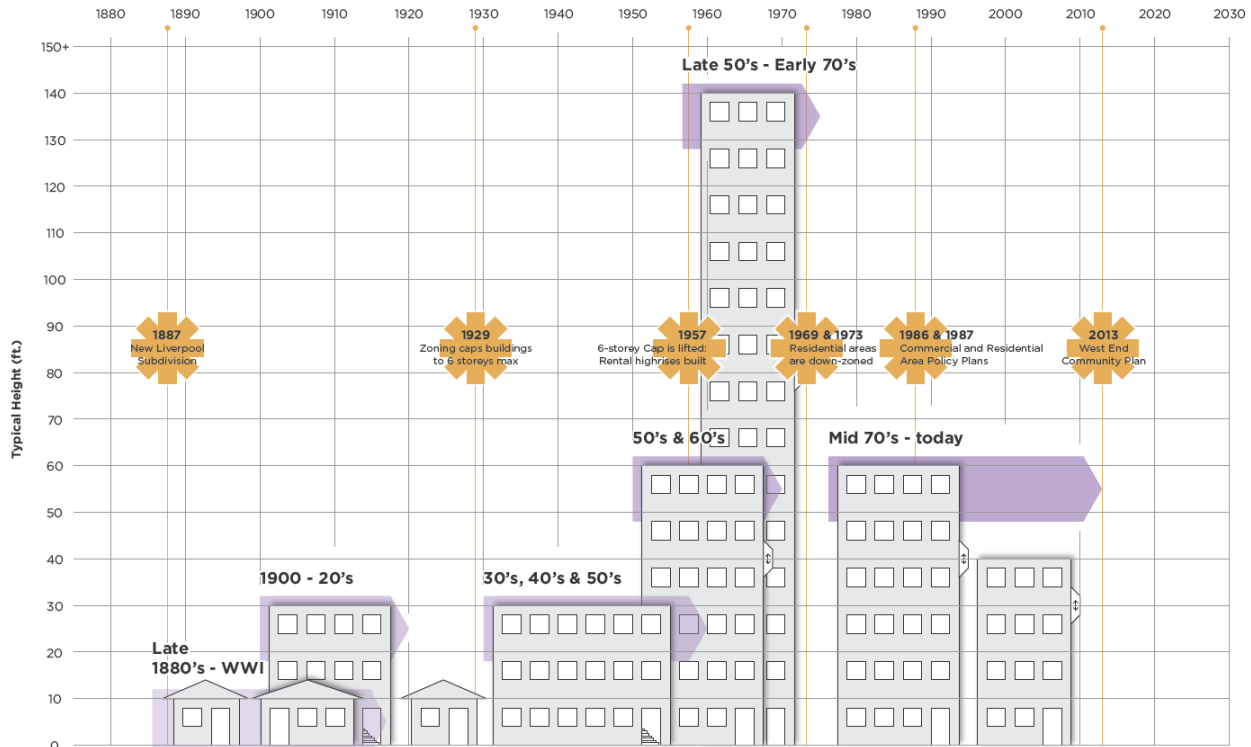 1880 1890 1900 1910 1920 1930 1940 1950 1960 1970 1980 1990 2000 2010 2020 2030
150+
Late 50's - Early 70's
140
130
120
110
100
90
1887
New Liverpool
Subdivision
1929
Zoning caps buildings
to 6 storeys max
1957
6-storey Cap is lifted:
Rental highrises built
1969 & 1973
Residential areas
are down-zoned
1986 & 1987
Commercial and Residential
Area Policy Plans
2013
West End
Community Plan
80
Typical Height (ft.)
70
50's & 60's
Mid 70's - today
60
50
40
1900 - 20's
30's, 40's & 50's
30
20
Late
1880's - WWI
10
0